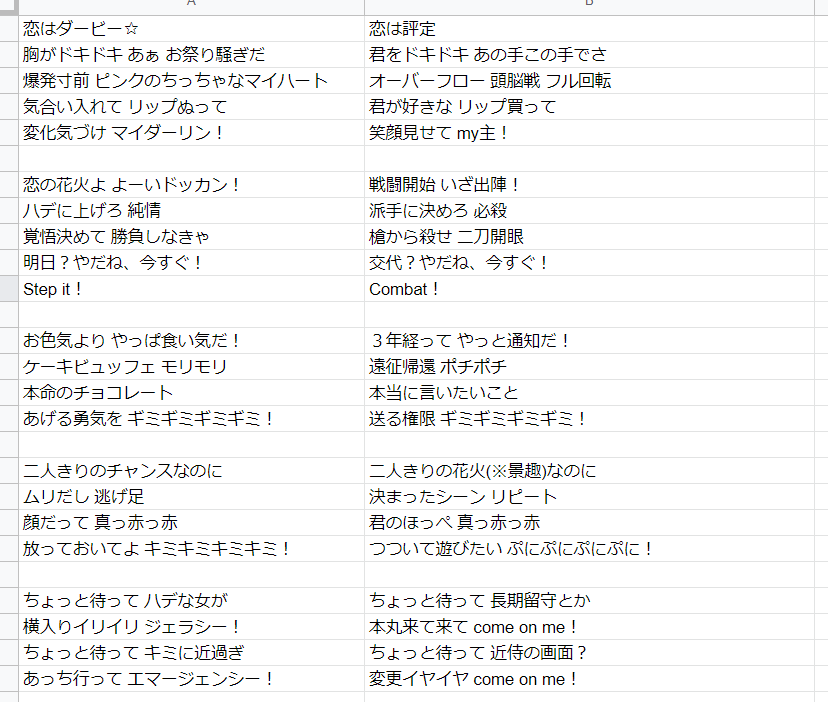 A B
恋はダービー☆ 恋は評定
胸がドキドキ あぁ お祭り騒ぎだ 君をドキドキ あの手この手でさ
爆発寸前 ピンクのちっちゃなマイハート オーバーフロー 頭脳戦 フル回転
気合い入れて リップぬって 君が好きな リップ買って
変化気づけ マイダーリン！ 笑顔見せて my主！
恋の花火よ よーいドッカン！ 戦闘開始 いざ出陣！
ハデに上げろ 純情 派手に決めろ 必殺
覚悟決めて 勝負しなきゃ 槍から殺せ 二刀開眼
明日？やだね、今すぐ！ 交代？やだね、今すぐ！
Step it！ Combat！
お色気より やっぱ食い気だ！ ３年経って やっと通知だ！
ケーキビュッフェ モリモリ 遠征帰還 ポチポチ
本命のチョコレート 本当に言いたいこと
あげる勇気を ギミギミギミギミ！ 送る権限 ギミギミギミギミ！
二人きりのチャンスなのに 二人きりの花火(※景趣)なのに
ムリだし 逃げ足 決まったシーン リピート
顔だって 真っ赤っ赤 君のほっぺ 真っ赤っ赤
放っておいてよ キミキミキミキミ！ つついて遊びたい ぷにぷにぷにぷに！
ちょっと待って ハデな女が ちょっと待って 長期留守とか
横入りイリイリ ジェラシー！ 本丸来て来て come on me！
ちょっと待って キミに近過ぎ ちょっと待って 近侍の画面？
あっち行って エマージェンシー！ 変更イヤイヤ come on me！